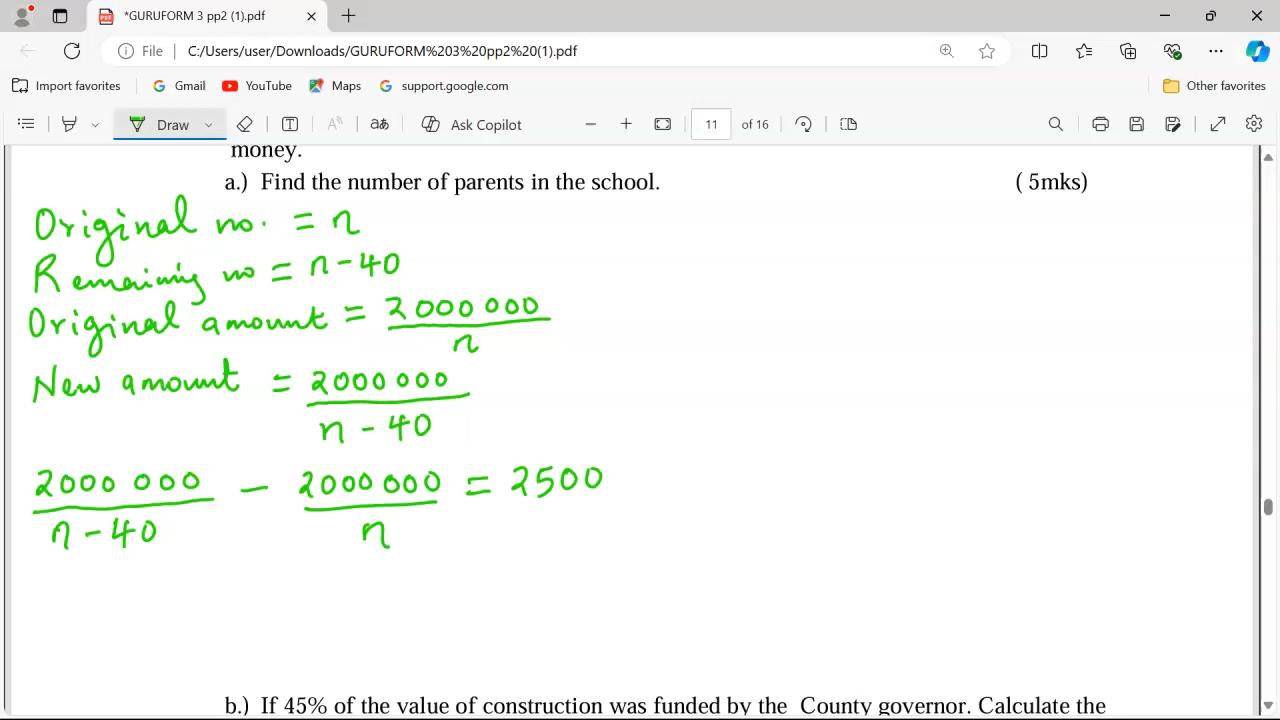 *GURUFORM 3 pp2 (1).pdf
File C:/Users/user/Downloads/GURUFORM%203%20pp2%20(1).pdf
Import favorites Gmail YouTube Maps support.google.com Other favorites
Draw Ask Copilot 11 of 16
money.
a.) Find the number of parents in the school. ( 5mks)
Original no. = n
Remaining no = n - 40
Original amount = 2000 000 / n
New amount = 2000 000 / n - 40
2000 000 / n - 40 - 2000 000 / n = 2500
b.) If 45% of the value of construction was funded by the County governor. Calculate the